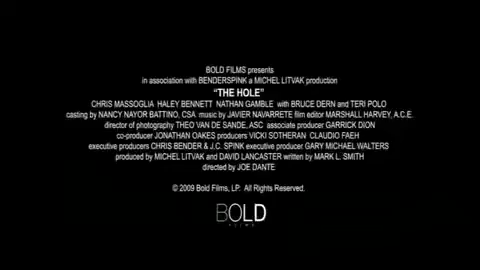 BOLD FILMS presents
in association with BENDERSPINK a MICHEL LITVAK production
“THE HOLE”
CHRIS MASSOGLIA HALEY BENNETT NATHAN GAMBLE with BRUCE DERN and TERI POLO
casting by NANCY NAYOR BATTINO, CSA music by JAVIER NAVARRETE film editor MARSHALL HARVEY, A.C.E.
director of photography THEO VAN DE SANDE, ASC associate producer GARRICK DION
co-producer JONATHAN OAKES producers VICKI SOTHERAN CLAUDIO FAEH
executive producers CHRIS BENDER & J.C. SPINK executive producer GARY MICHAEL WALTERS
produced by MICHEL LITVAK and DAVID LANCASTER written by MARK L. SMITH
directed by JOE DANTE
© 2009 Bold Films, LP. All Rights Reserved.
BOLD
FILMS